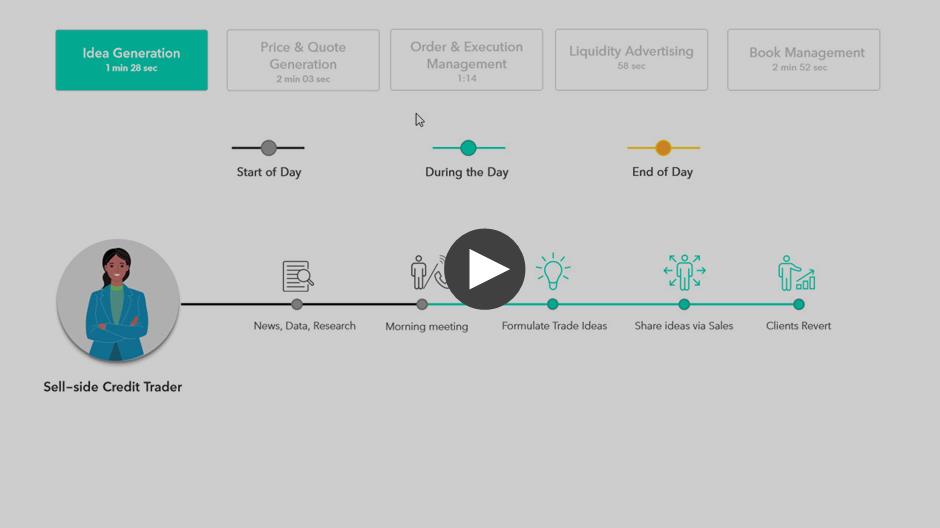 Idea Generation
1 min 28 sec
Price & Quote
Generation
2 min 03 sec
Order & Execution
Management
1:14
Liquidity Advertising
58 sec
Book Management
2 min 52 sec
Start of Day
During the Day
End of Day
News, Data, Research
Morning meeting
Formulate Trade Ideas
Share ideas via Sales
Clients Revert
Sell-side Credit Trader